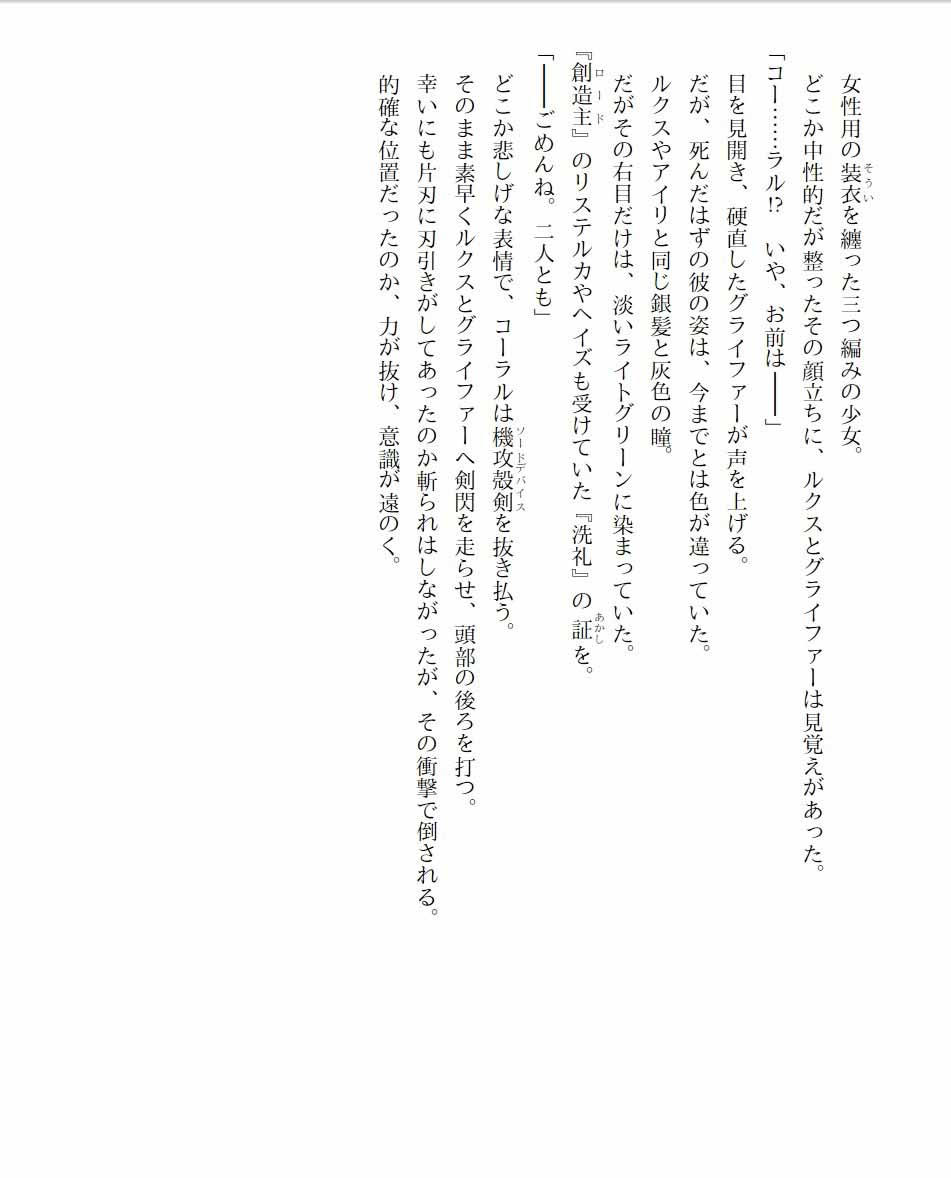 女性用の装衣を纏った三つ編みの少女。
どこか中性的だが整ったその顔立ちに、ルクスとグライファーは見覚えがあった。
「コー……ラル!?　いや、お前は――」
目を見開き、硬直したグライファーが声を上げる。
だが、死んだはずの彼の姿は、今までとは色が違っていた。
ルクスやアイリと同じ銀髪と灰色の瞳。
だがその右目だけは、淡いライトグリーンに染まっていた。
『創造主』のリステルカやヘイズも受けていた『洗礼』の証を。
「――ごめんね。二人とも」
どこか悲しげな表情で、コーラルは機攻殻剣を抜き払う。
そのまま素早くルクスとグライファーへ剣閃を走らせ、頭部の後ろを打つ。
幸いにも片刃に刃引きがしてあったのか斬られはしながったが、その衝撃で倒される。
的確な位置だったのか、力が抜け、意識が遠のく。